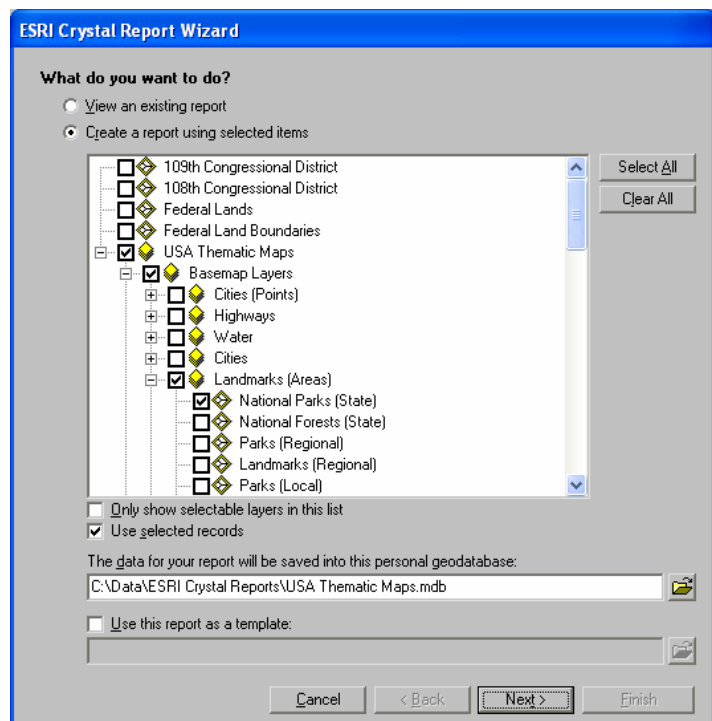 ESRI Crystal Report Wizard
What do you want to do?
View an existing report
Create a report using selected items
109th Congressional District
108th Congressional District
Federal Lands
Federal Land Boundaries
USA Thematic Maps
Basemap Layers
Cities (Points)
Highways
Water
Cities
Landmarks (Areas)
National Parks (State)
National Forests (State)
Parks (Regional)
Landmarks (Regional)
Parks (Local)
Select All
Clear All
Only show selectable layers in this list
Use selected records
The data for your report will be saved into this personal geodatabase:
C:\Data\ESRI Crystal Reports\USA Thematic Maps.mdb
Use this report as a template:
Cancel
< Back
Next >
Finish